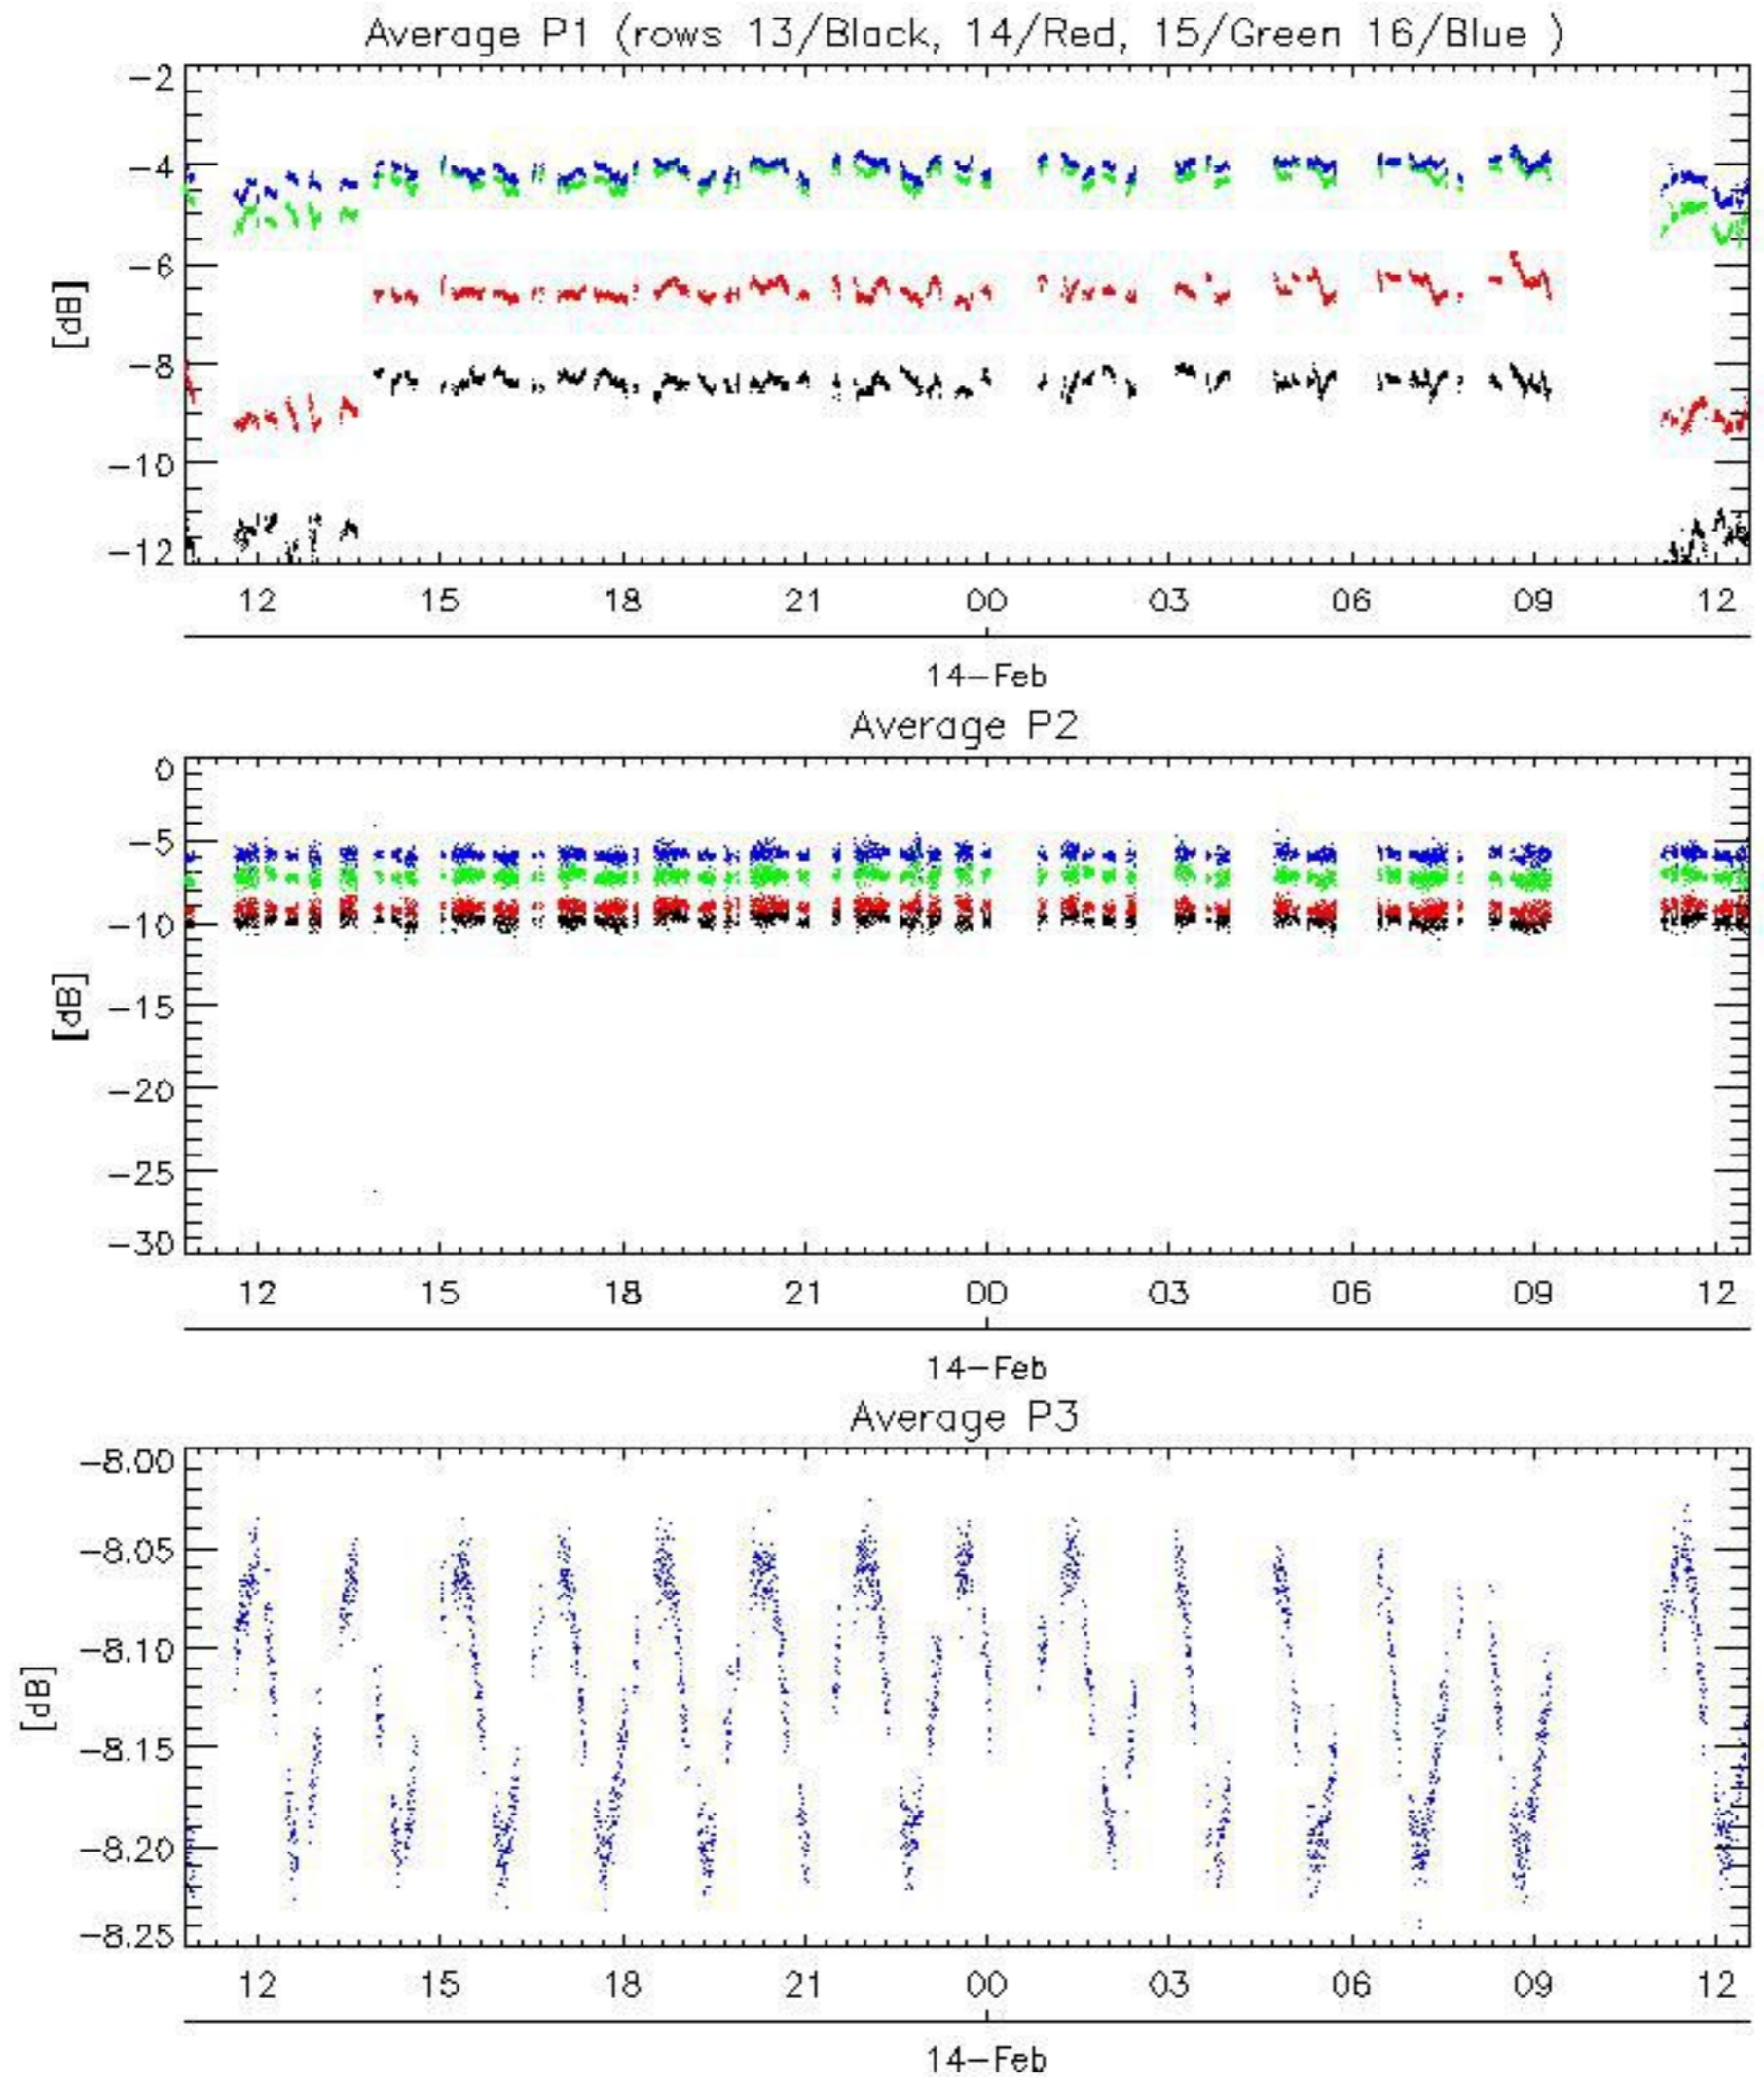 Average P1 (rows 13/Black, 14/Red, 15/Green 16/Blue )
-2
-4
-6
-8
-10
-12
[dB]
12 15 18 21 00 03 06 09 12
14-Feb
Average P2
0
-5
-10
-15
-20
-25
-30
[dB]
12 15 18 21 00 03 06 09 12
14-Feb
Average P3
-8.00
-8.05
-8.10
-8.15
-8.20
-8.25
[dB]
12 15 18 21 00 03 06 09 12
14-Feb